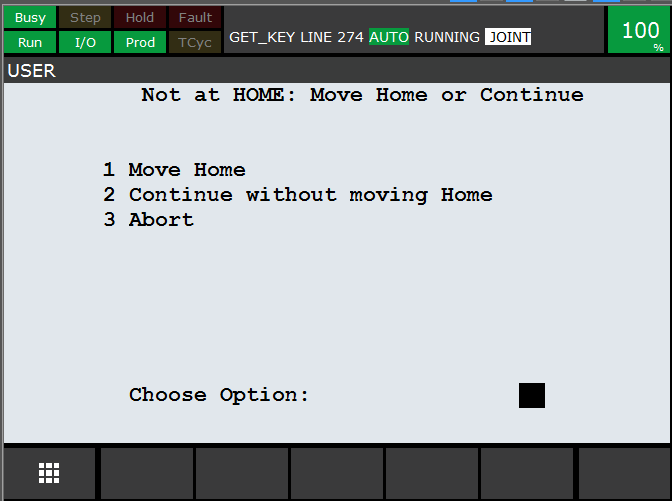 Busy Step Hold Fault
Run I/O Prod TCyc
GET_KEY LINE 274 AUTO RUNNING JOINT
100
%
USER
Not at HOME: Move Home or Continue
1 Move Home
2 Continue without moving Home
3 Abort
Choose Option: